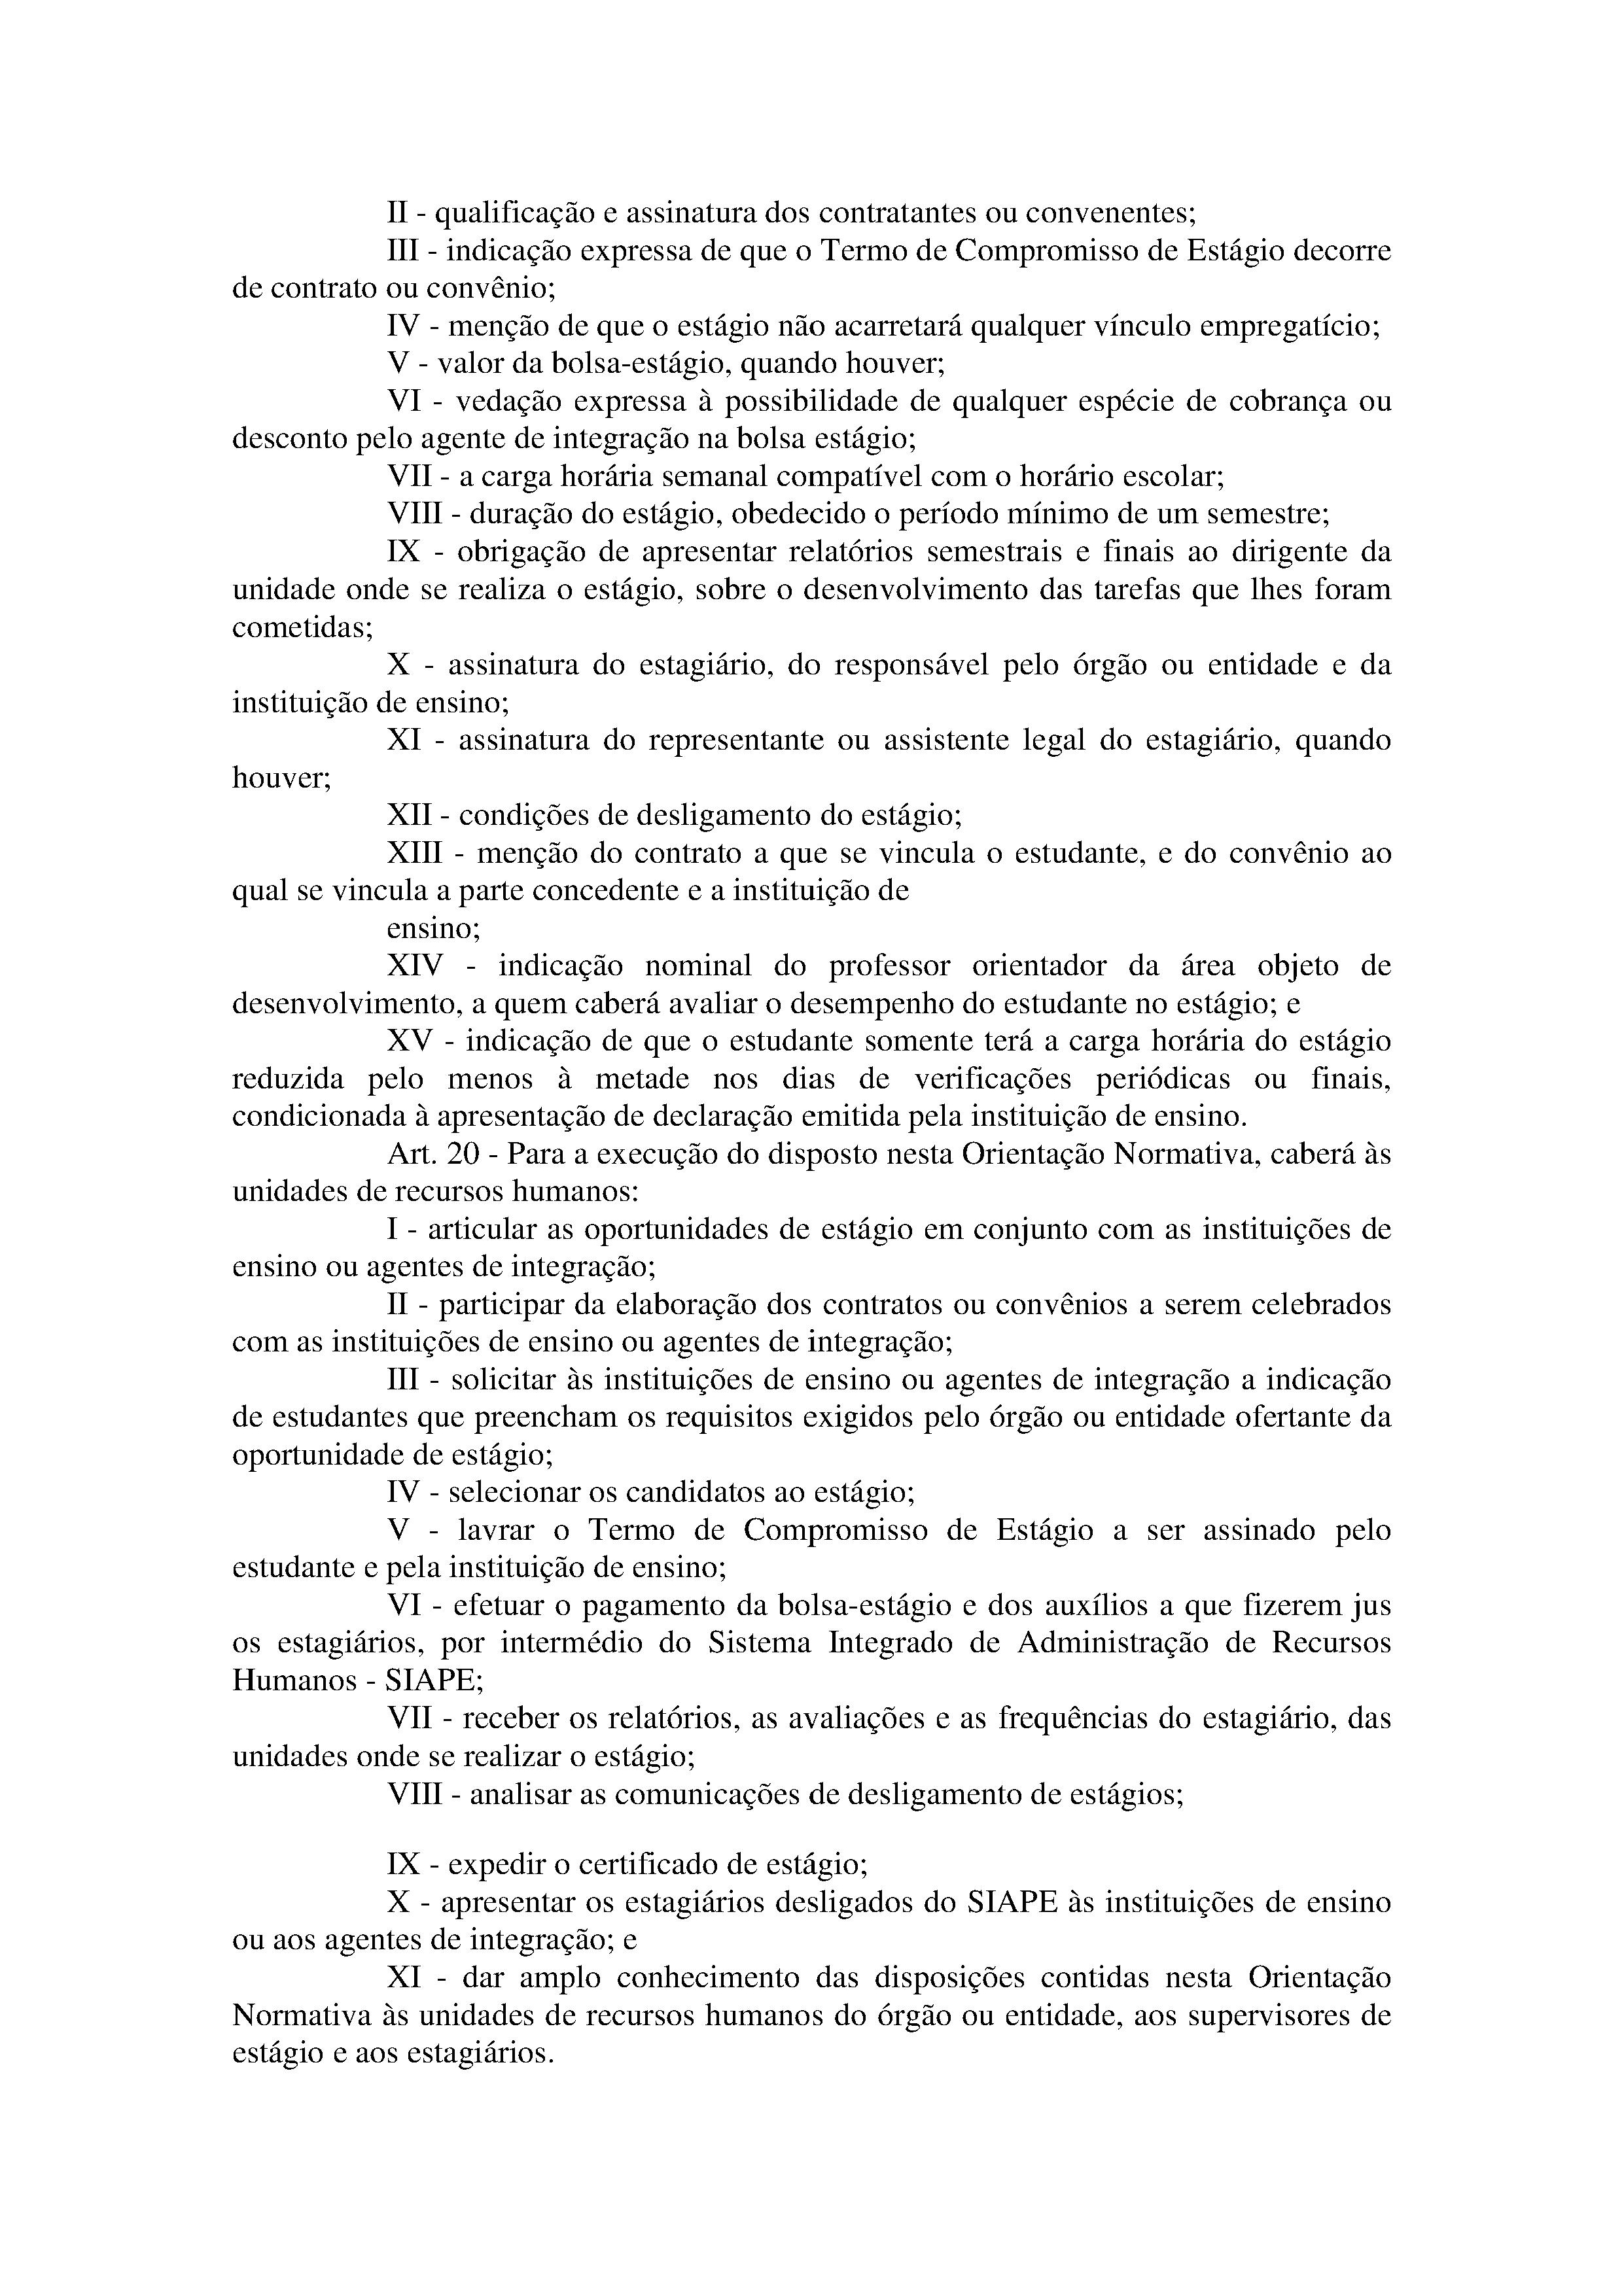 II - qualificação e assinatura dos contratantes ou convenentes;
III - indicação expressa de que o Termo de Compromisso de Estágio decorre
de contrato ou convênio;
IV - menção de que o estágio não acarretará qualquer vínculo empregatício;
V - valor da bolsa-estágio, quando houver;
VI - vedação expressa à possibilidade de qualquer espécie de cobrança ou
desconto pelo agente de integração na bolsa estágio;
VII - a carga horária semanal compatível com o horário escolar;
VIII - duração do estágio, obedecido o período mínimo de um semestre;
IX - obrigação de apresentar relatórios semestrais e finais ao dirigente da
unidade onde se realiza o estágio, sobre o desenvolvimento das tarefas que lhes foram
cometidas;
X - assinatura do estagiário, do responsável pelo órgão ou entidade e da
instituição de ensino;
XI - assinatura do representante ou assistente legal do estagiário, quando
houver;
XII - condições de desligamento do estágio;
XIII - menção do contrato a que se vincula o estudante, e do convênio ao
qual se vincula a parte concedente e a instituição de
ensino;
XIV - indicação nominal do professor orientador da área objeto de
desenvolvimento, a quem caberá avaliar o desempenho do estudante no estágio; e
XV - indicação de que o estudante somente terá a carga horária do estágio
reduzida pelo menos à metade nos dias de verificações periódicas ou finais,
condicionada à apresentação de declaração emitida pela instituição de ensino.
Art. 20 - Para a execução do disposto nesta Orientação Normativa, caberá às
unidades de recursos humanos:
I - articular as oportunidades de estágio em conjunto com as instituições de
ensino ou agentes de integração;
II - participar da elaboração dos contratos ou convênios a serem celebrados
com as instituições de ensino ou agentes de integração;
III - solicitar às instituições de ensino ou agentes de integração a indicação
de estudantes que preencham os requisitos exigidos pelo órgão ou entidade ofertante da
oportunidade de estágio;
IV - selecionar os candidatos ao estágio;
V - lavrar o Termo de Compromisso de Estágio a ser assinado pelo
estudante e pela instituição de ensino;
VI - efetuar o pagamento da bolsa-estágio e dos auxílios a que fizerem jus
os estagiários, por intermédio do Sistema Integrado de Administração de Recursos
Humanos - SIAPE;
VII - receber os relatórios, as avaliações e as frequências do estagiário, das
unidades onde se realizar o estágio;
VIII - analisar as comunicações de desligamento de estágios;
IX - expedir o certificado de estágio;
X - apresentar os estagiários desligados do SIAPE às instituições de ensino
ou aos agentes de integração; e
XI - dar amplo conhecimento das disposições contidas nesta Orientação
Normativa às unidades de recursos humanos do órgão ou entidade, aos supervisores de
estágio e aos estagiários.